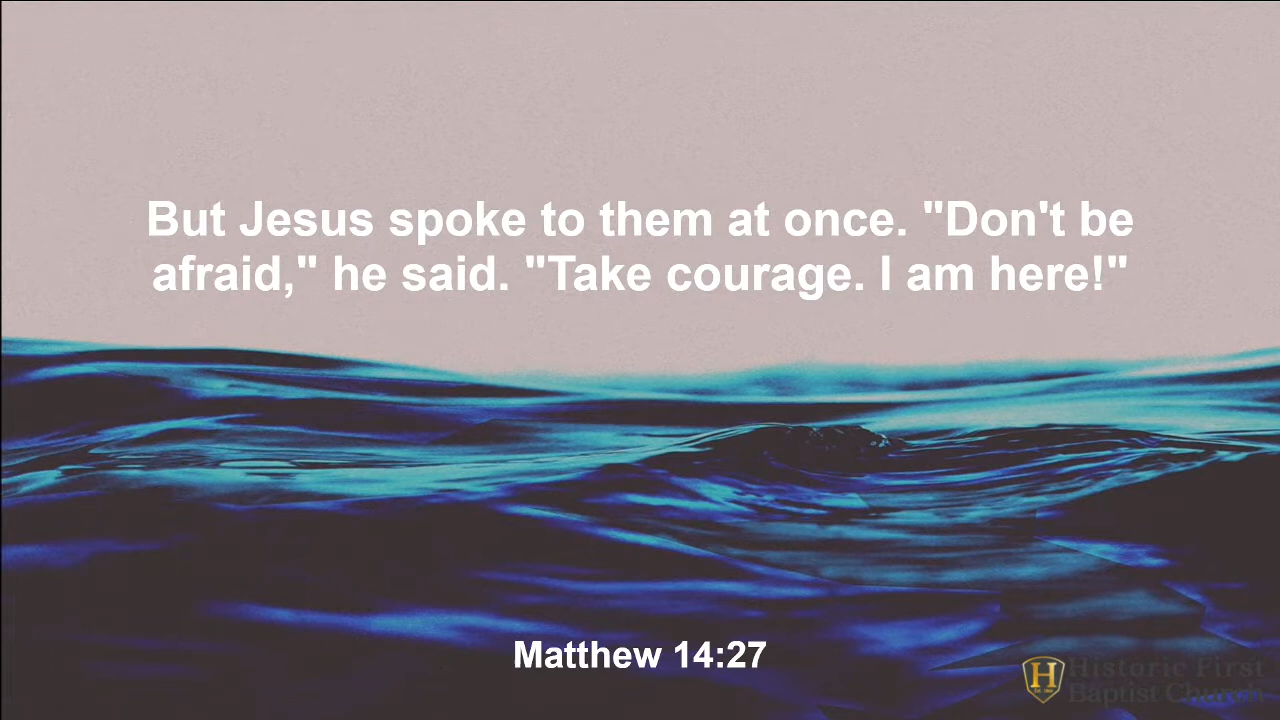 But Jesus spoke to them at once. "Don't be
afraid," he said. "Take courage. I am here!"
Matthew 14:27
H
Historic First
Baptist Church